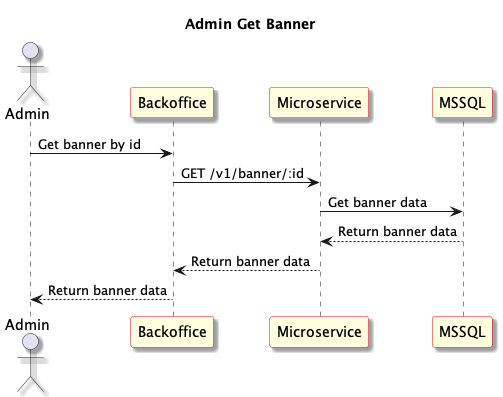 Admin Get Banner
Admin
Backoffice
Microservice
MSSQL
Get banner by id
GET /v1/banner/:id
Get banner data
Return banner data
Return banner data
Return banner data
Admin
Backoffice
Microservice
MSSQL